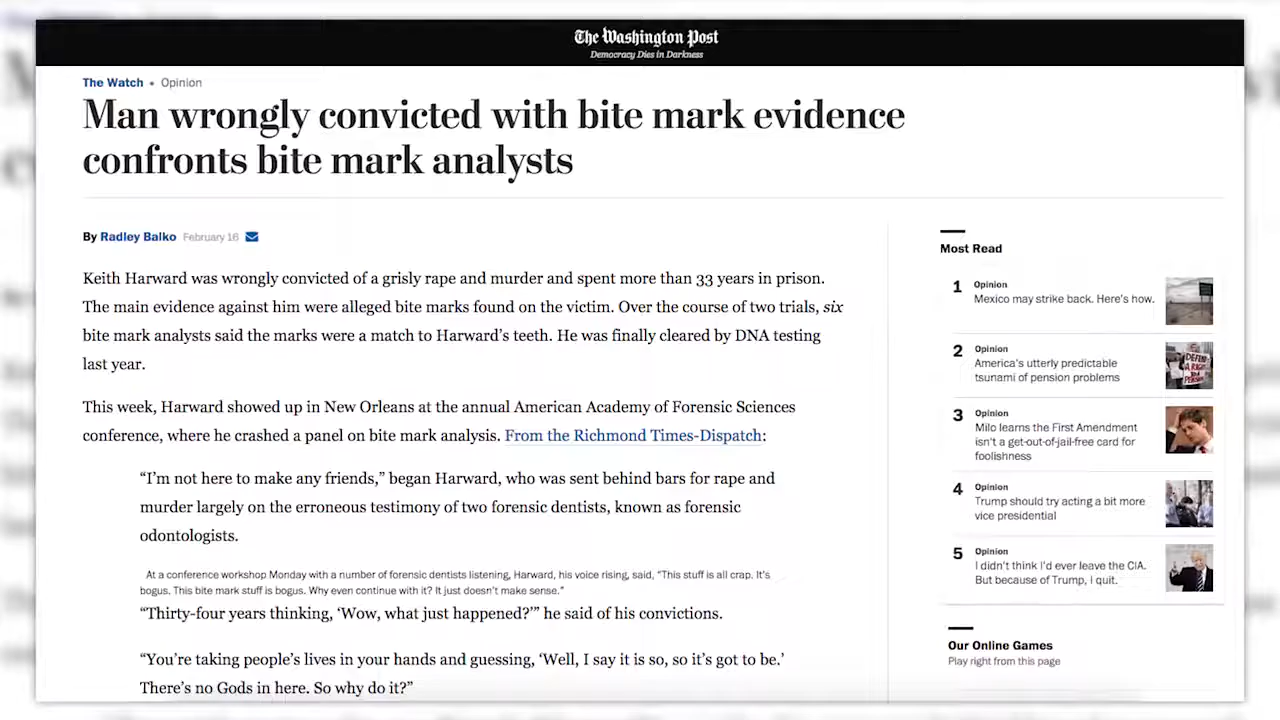 The Washington Post
Democracy Dies in Darkness
The Watch • Opinion
Man wrongly convicted with bite mark evidence
confronts bite mark analysts
By Radley Balko February 16
Keith Harward was wrongly convicted of a grisly rape and murder and spent more than 33 years in prison.
The main evidence against him were alleged bite marks found on the victim. Over the course of two trials, six
bite mark analysts said the marks were a match to Harward's teeth. He was finally cleared by DNA testing
last year.
This week, Harward showed up in New Orleans at the annual American Academy of Forensic Sciences
conference, where he crashed a panel on bite mark analysis. From the Richmond Times-Dispatch:
“I'm not here to make any friends,” began Harward, who was sent behind bars for rape and
murder largely on the erroneous testimony of two forensic dentists, known as forensic
odontologists.
At a conference workshop Monday with a number of forensic dentists listening, Harward, his voice rising, said, “This stuff is all crap. It's
bogus. This bite mark stuff is bogus. Why even continue with it? It just doesn't make sense.”
“Thirty-four years thinking, ‘Wow, what just happened?’” he said of his convictions.
“You're taking people's lives in your hands and guessing, ‘Well, I say it is so, so it's got to be.’
There's no Gods in here. So why do it?”
Most Read
1 Opinion
Mexico may strike back. Here's how.
2 Opinion
America's utterly predictable
tsunami of pension problems
3 Opinion
Milo learns the First Amendment
isn't a get-out-of-jail-free card for
foolishness
4 Opinion
Trump should try acting a bit more
vice presidential
5 Opinion
I didn't think I'd ever leave the CIA.
But because of Trump, I quit.
Our Online Games
Play right from this page